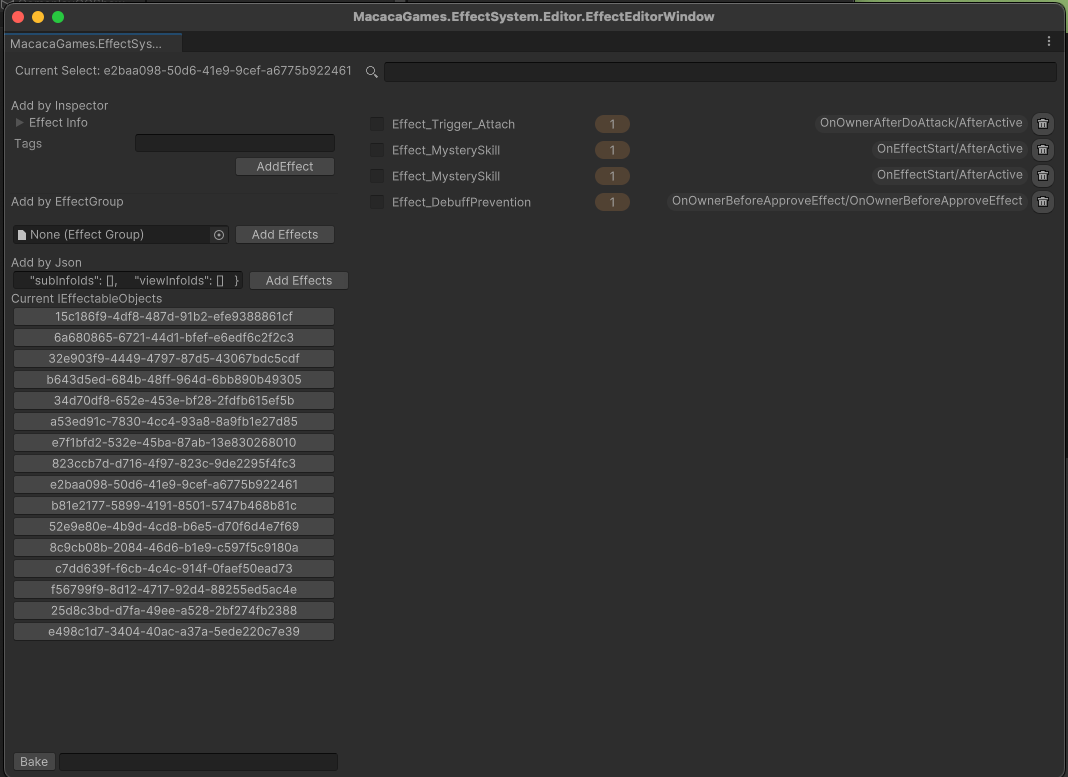 MacacaGames.EffectSystem.Editor.EffectEditorWindow
MacacaGames.EffectSys...
Current Select: e2baa098-50d6-41e9-9cef-a6775b922461
Add by Inspector
Effect Info
Tags
AddEffect
Add by EffectGroup
None (Effect Group)
Add Effects
Add by Json
"subInfoIds": [], "viewInfoIds": [] }
Add Effects
Current IEffectableObjects
15c186f9-4df8-487d-91b2-efe9388861cf
6a680865-6721-44d1-bfef-e6edf6c2f2c3
32e903f9-4449-4797-87d5-43067bdc5cdf
b643d5ed-684b-48ff-964d-6bb890b49305
34d70df8-652e-453e-bf28-2fdfb615ef5b
a53ed91c-7830-4cc4-93a8-8a9fb1e27d85
e7f1bfd2-532e-45ba-87ab-13e830268010
823ccb7d-d716-4f97-823c-9de2295f4fc3
e2baa098-50d6-41e9-9cef-a6775b922461
b81e2177-5899-4191-8501-5747b468b81c
52e9e80e-4b9d-4cd8-b6e5-d70f6d4e7f69
8c9cb08b-2084-46d6-b1e9-c597f5c9180a
c7dd639f-f6cb-4c4c-914f-0faef50ead73
f56799f9-8d12-4717-92d4-88255ed5ac4e
25d8c3bd-d7fa-49ee-a528-2bf274fb2388
e498c1d7-3404-40ac-a37a-5ede220c7e39
Bake
Effect_Trigger_Attach 1 OnOwnerAfterDoAttack/AfterActive
Effect_MysterySkill 1 OnEffectStart/AfterActive
Effect_MysterySkill 1 OnEffectStart/AfterActive
Effect_DebuffPrevention 1 OnOwnerBeforeApproveEffect/OnOwnerBeforeApproveEffect